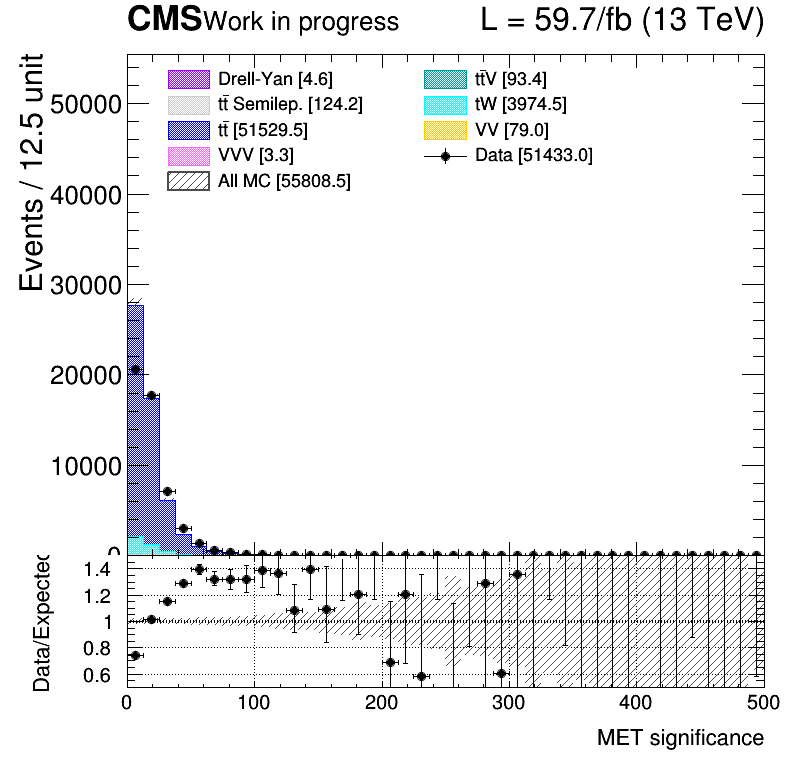 CMS Work in progress L = 59.7/fb (13 TeV)
Events / 12.5 unit
50000
40000
30000
20000
10000
0
Drell-Yan [4.6]
tt̄ Semilep. [124.2]
tt̄ [51529.5]
VVV [3.3]
All MC [55808.5]
tt̄V [93.4]
tW [3974.5]
VV [79.0]
Data [51433.0]
Data/Expected
1.4
1.2
1
0.8
0.6
0 100 200 300 400 500
MET significance